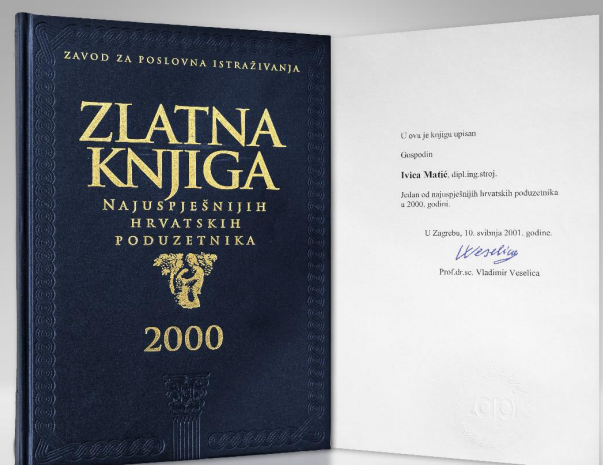 ZAVOD ZA POSLOVNA ISTRAŽIVANJA
ZLATNA
KNJIGA
NAJUSPJEŠNIJIH
HRVATSKIH
PODUZETNIKA
2000
U ovu je knjigu upisan
Gospodin
Ivica Matić, dipl.ing.stroj.
Jedan od najuspješnijih hrvatskih poduzetnika
u 2000. godini.
U Zagrebu, 10. svibnja 2001. godine.
Veselica
Prof.dr.sc. Vladimir Veselica